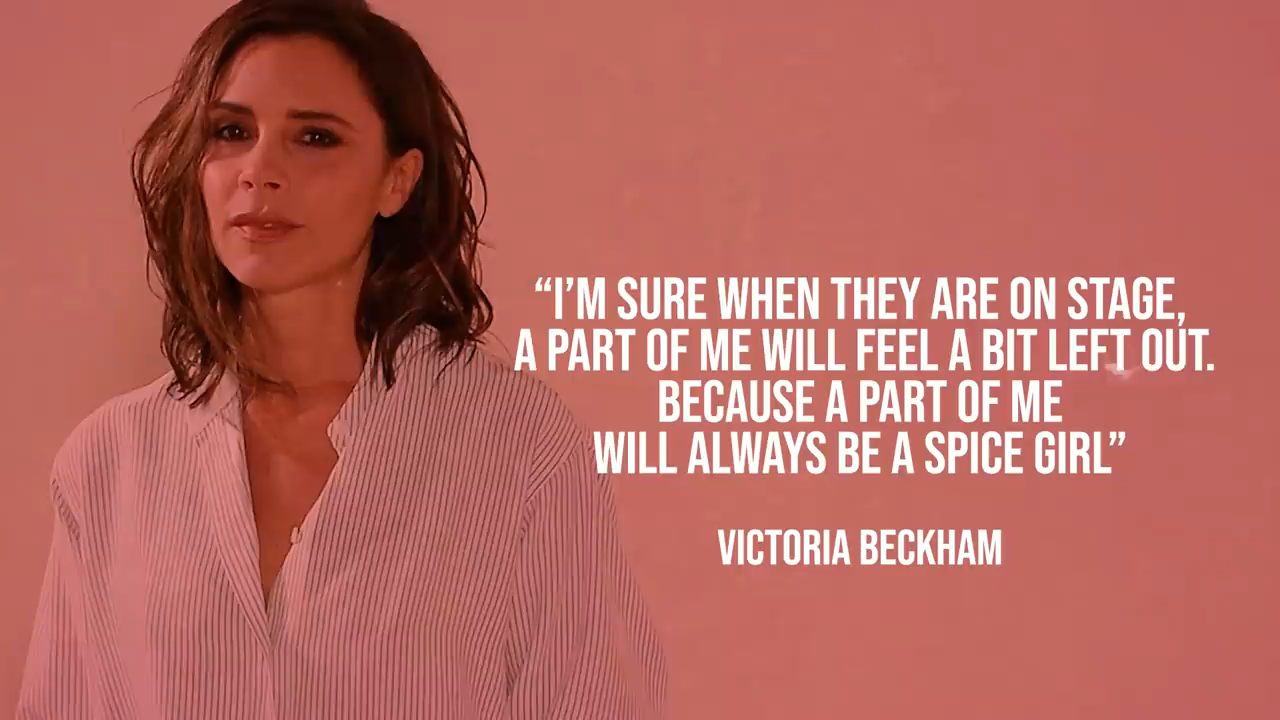 “I’M SURE WHEN THEY ARE ON STAGE,
A PART OF ME WILL FEEL A BIT LEFT OUT.
BECAUSE A PART OF ME
WILL ALWAYS BE A SPICE GIRL”
VICTORIA BECKHAM